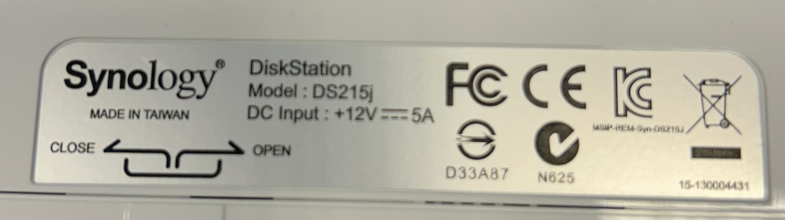 Synology®
MADE IN TAIWAN
CLOSE
OPEN
DiskStation
Model : DS215j
DC Input : +12V⎓5A
FC
CE
D33A87
N625
MSIP-REM-Syn-DS215J
15-130004431